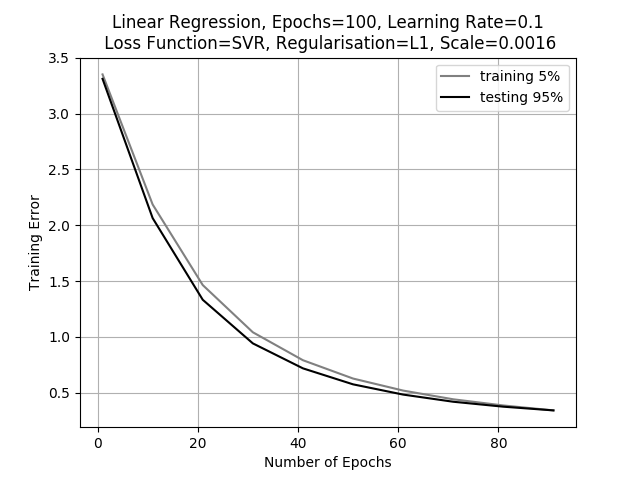 Linear Regression, Epochs=100, Learning Rate=0.1
Loss Function=SVR, Regularisation=L1, Scale=0.0016
training 5%
testing 95%
3.5
3.0
2.5
2.0
1.5
1.0
0.5
Training Error
0 20 40 60 80
Number of Epochs